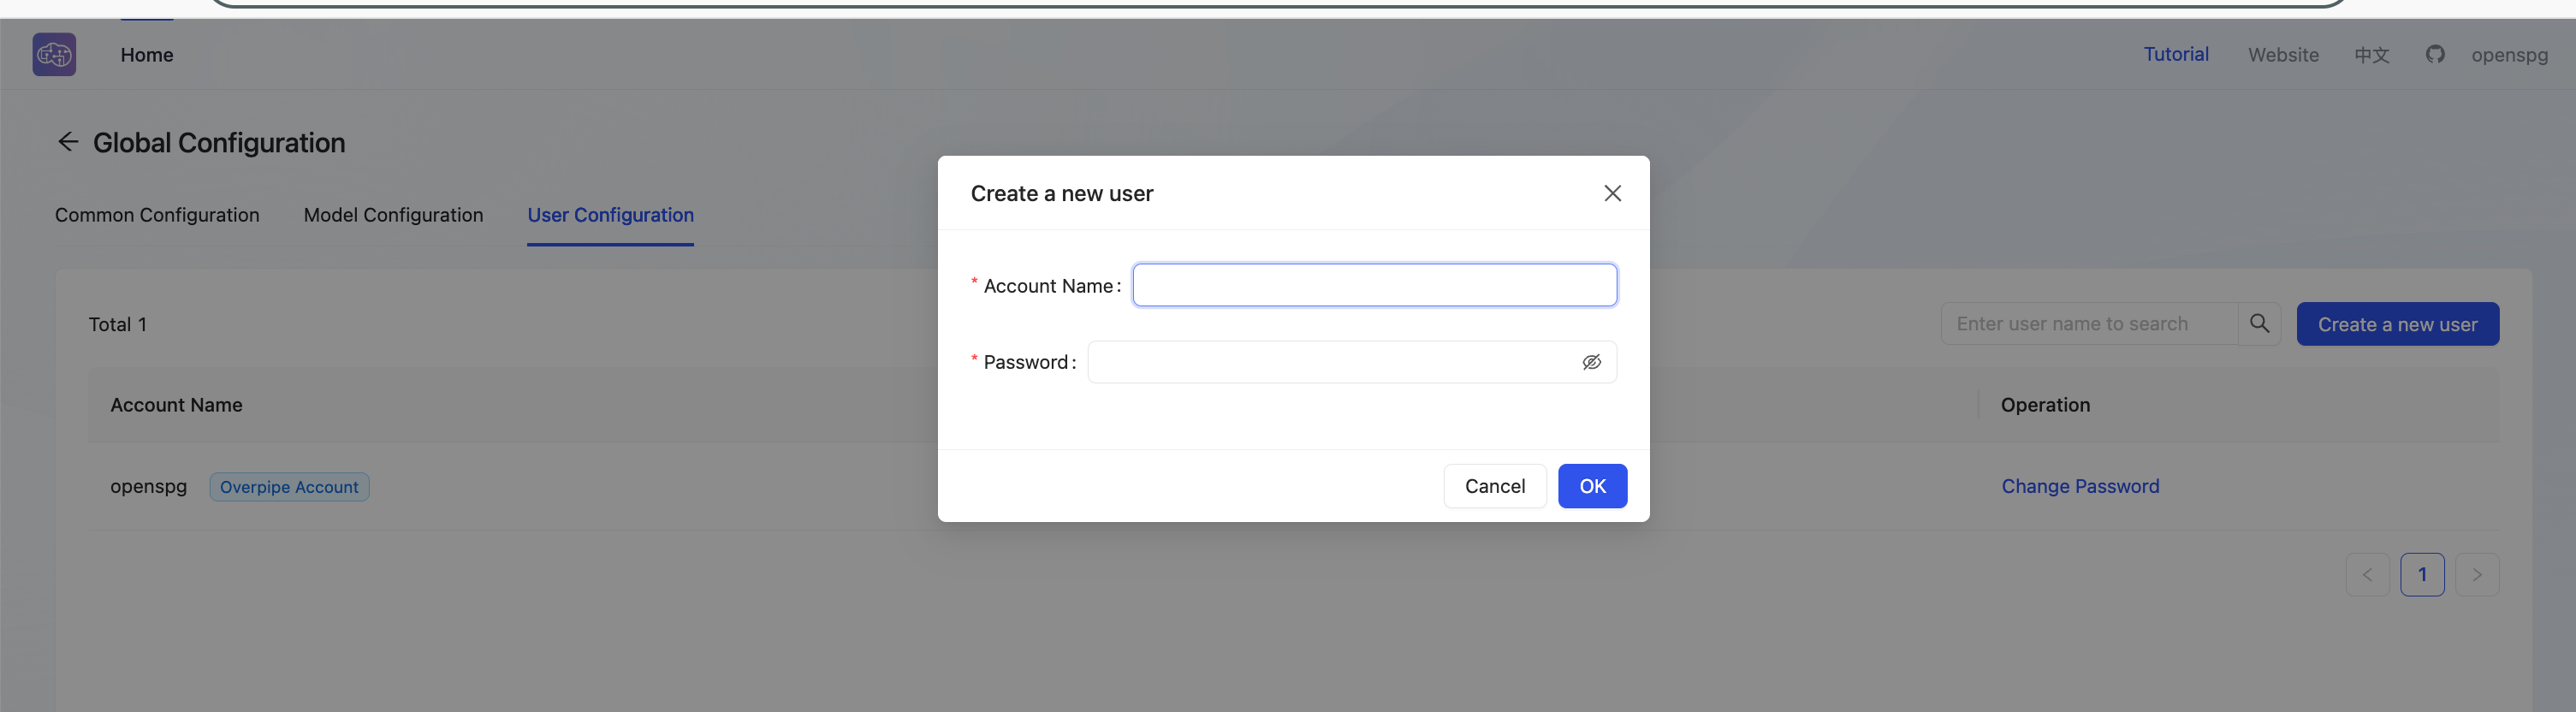 Home
Tutorial
Website
中文
openspg
Global Configuration
Common Configuration
Model Configuration
User Configuration
Create a new user
* Account Name:
* Password:
Total 1
Enter user name to search
Create a new user
Account Name
Operation
openspg
Overpipe Account
Change Password
Cancel
OK
1